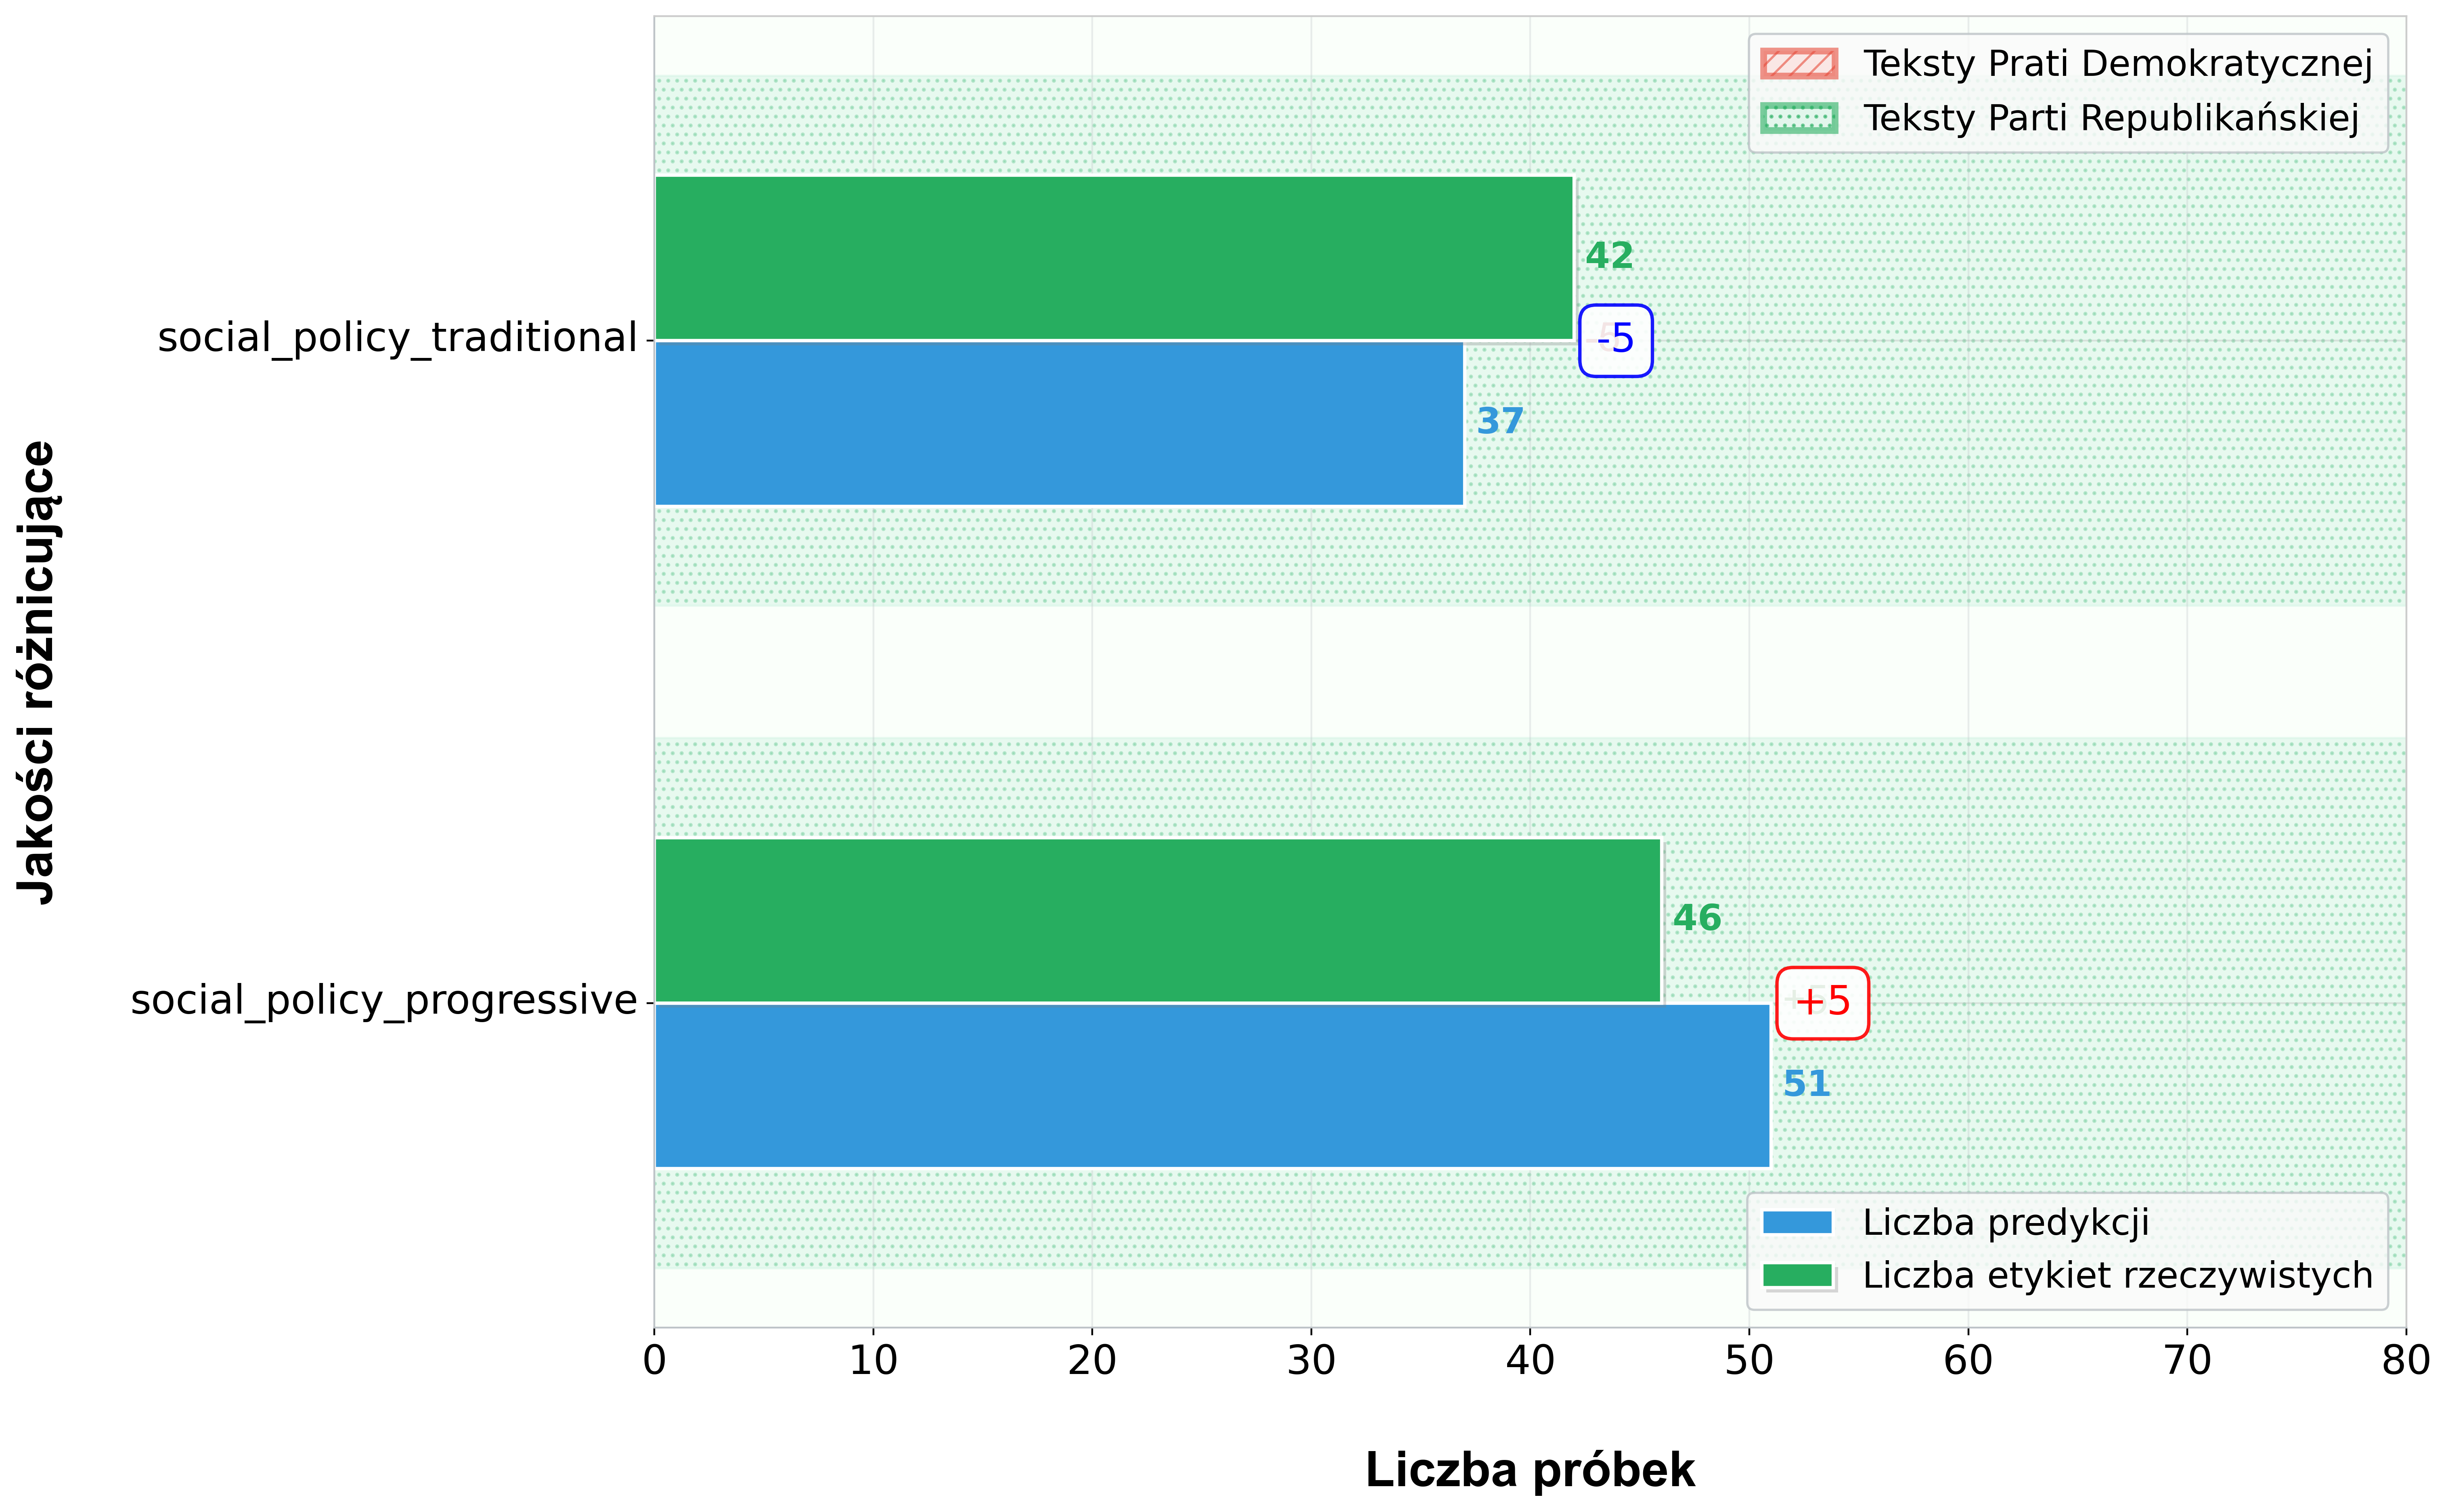 Teksty Prati Demokratycznej
Teksty Parti Republikańskiej
42
social_policy_traditional
-5
37
Jakości różnicujące
46
social_policy_progressive
+5
51
Liczba predykcji
Liczba etykiet rzeczywistych
0 10 20 30 40 50 60 70 80
Liczba próbek